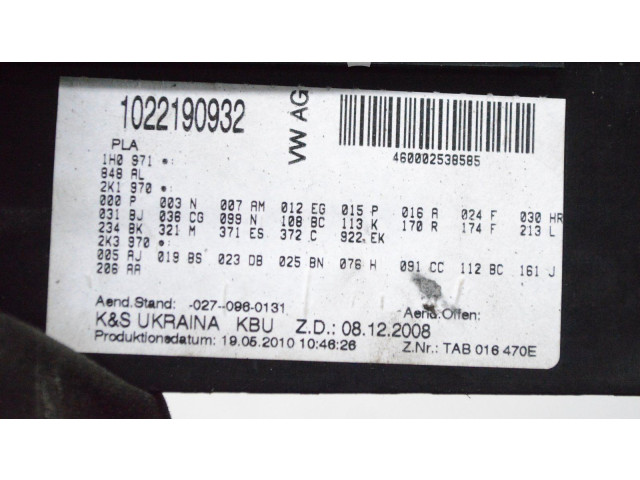 1022190932
VW AG
460002538585
PLA
1H0 971 •:
848 AL
2K1 970 •:
000 P 003 N 007 AM 012 EG 015 P 016 A 024 F 030 HR
031 BJ 036 CG 099 N 108 BC 113 K 170 R 174 F 213 L
234 BK 321 M 371 ES 372 C 922 EK
2K3 970 •:
005 AJ 019 BS 023 DB 025 BN 076 H 091 CC 112 BC 161 J
206 AA
Aend.Stand: -027--096-0131 Aend.Offen:
K&S UKRAINA KBU Z.D.: 08.12.2008
Produktionsdatum: 19.05.2010 10:46:26 Z.Nr.: TAB 016 470E